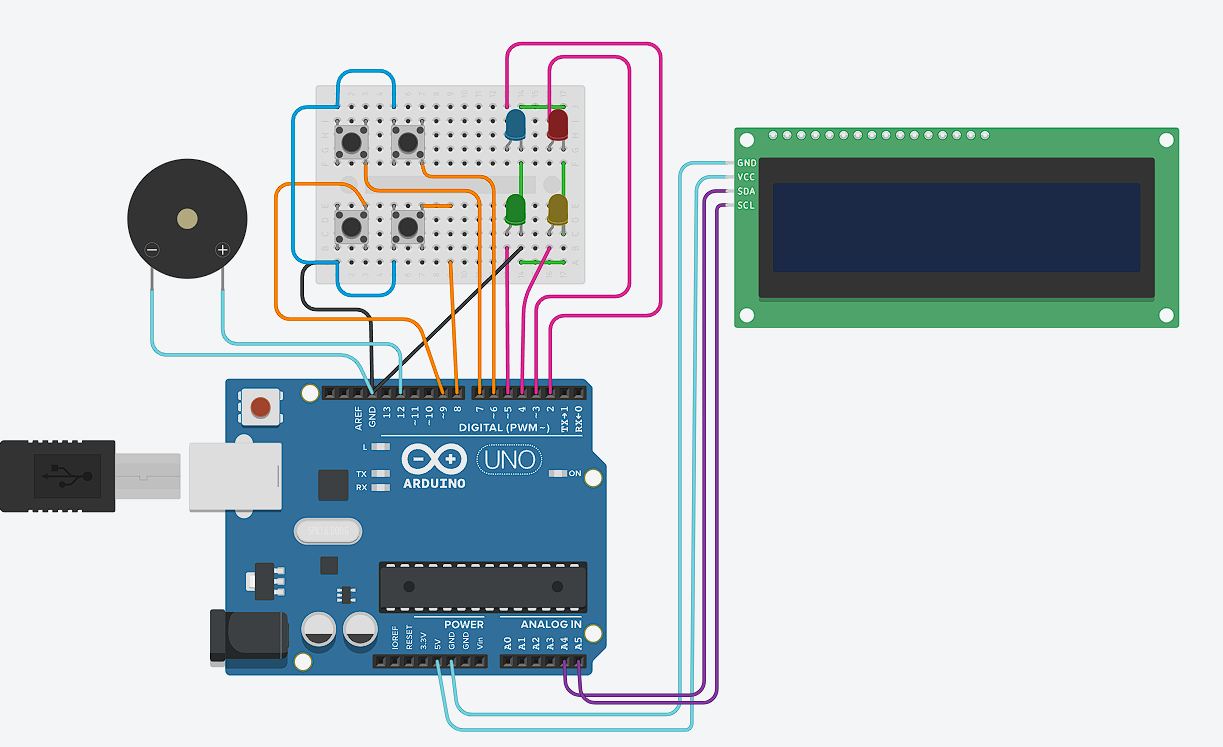 GND
VCC
SDA
SCL
AREF
GND
13
12
~11
~10
~9
8
7
~6
~5
4
~3
2
TX→1
RX←0
DIGITAL (PWM~)
L
TX
RX
UNO
ARDUINO
ON
POWER
ANALOG IN
IOREF
RESET
3.3V
5V
GND
GND
Vin
A0
A1
A2
A3
A4
A5